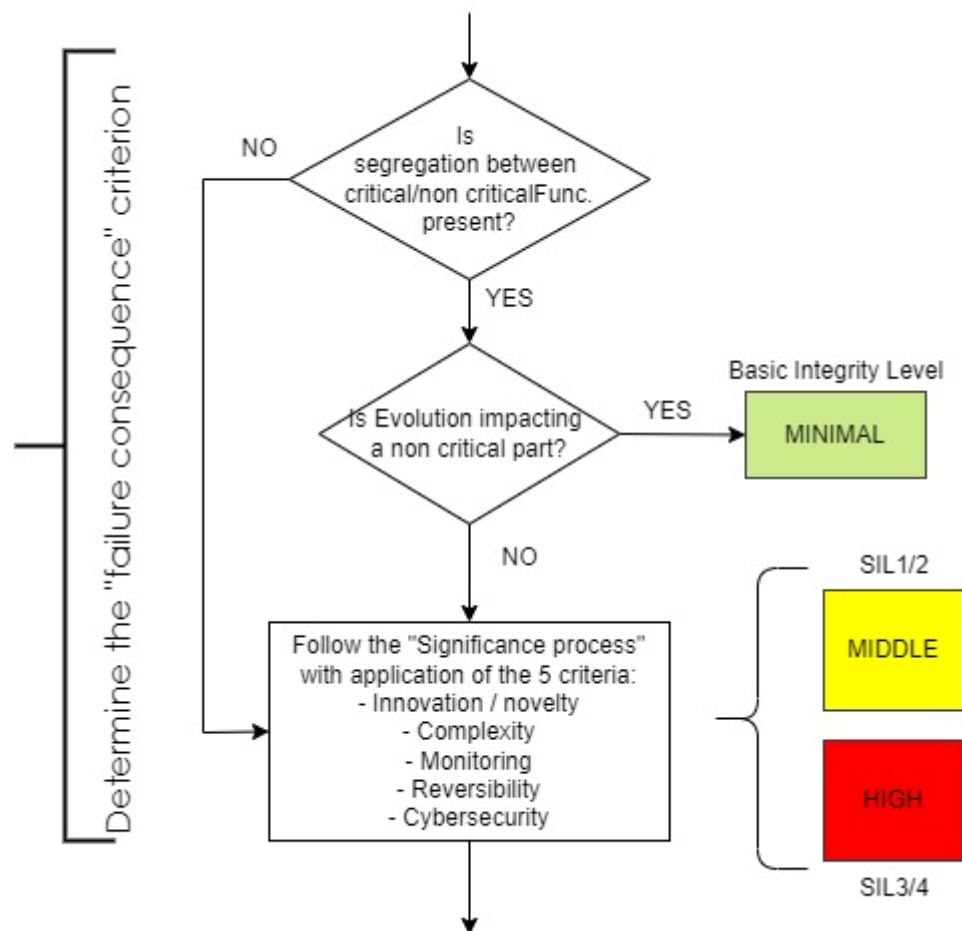 Determine the "failure consequence" criterion
Is
segregation between
critical/non criticalFunc.
present?
NO
YES
Is Evolution impacting
a non critical part?
YES
Basic Integrity Level
MINIMAL
NO
Follow the "Significance process"
with application of the 5 criteria:
- Innovation / novelty
- Complexity
- Monitoring
- Reversibility
- Cybersecurity
SIL1/2
MIDDLE
HIGH
SIL3/4